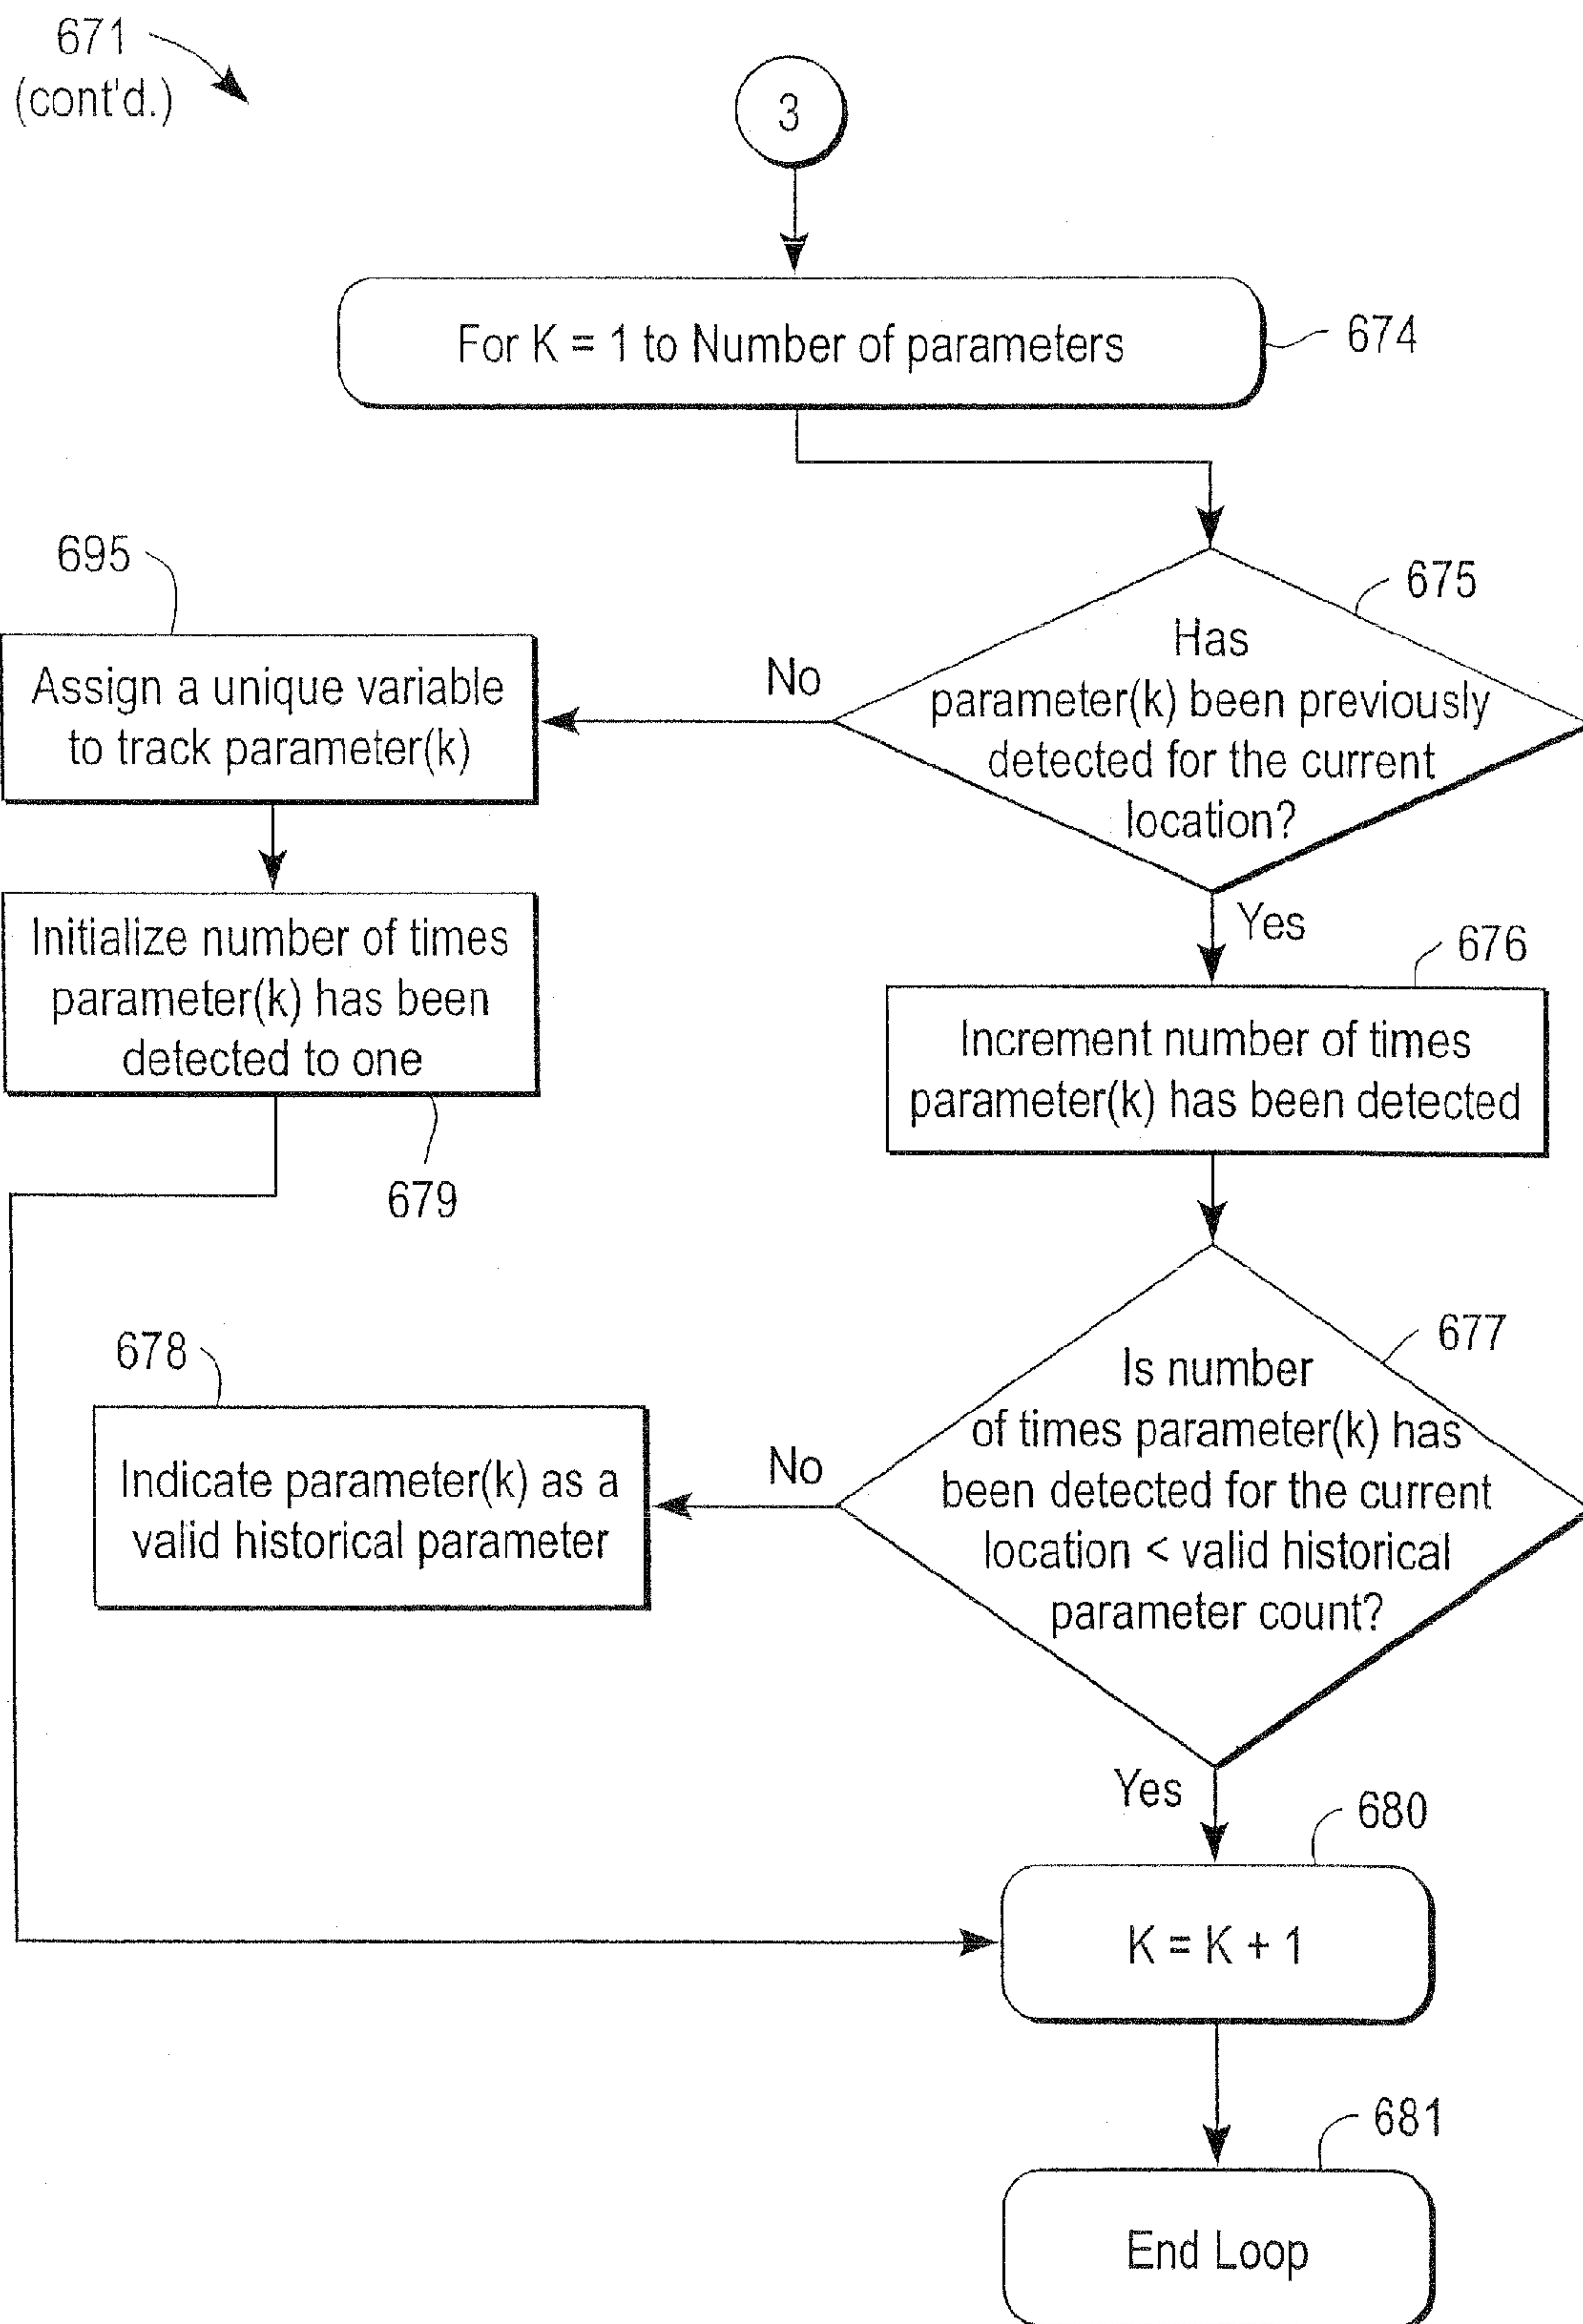 671
(cont'd.)
3
For K = 1 to Number of parameters
674
675
Has
parameter(k) been previously
detected for the current
location?
No
695
Assign a unique variable
to track parameter(k)
Initialize number of times
parameter(k) has been
detected to one
679
Yes
676
Increment number of times
parameter(k) has been detected
677
Is number
of times parameter(k) has
been detected for the current
location < valid historical
parameter count?
No
678
Indicate parameter(k) as a
valid historical parameter
Yes
680
K = K + 1
681
End Loop